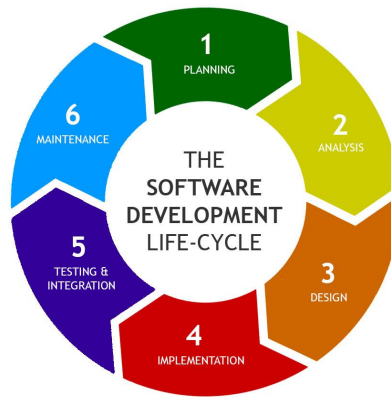 1
PLANNING
2
ANALYSIS
3
DESIGN
4
IMPLEMENTATION
5
TESTING &
INTEGRATION
6
MAINTENANCE
THE
SOFTWARE
DEVELOPMENT
LIFE-CYCLE